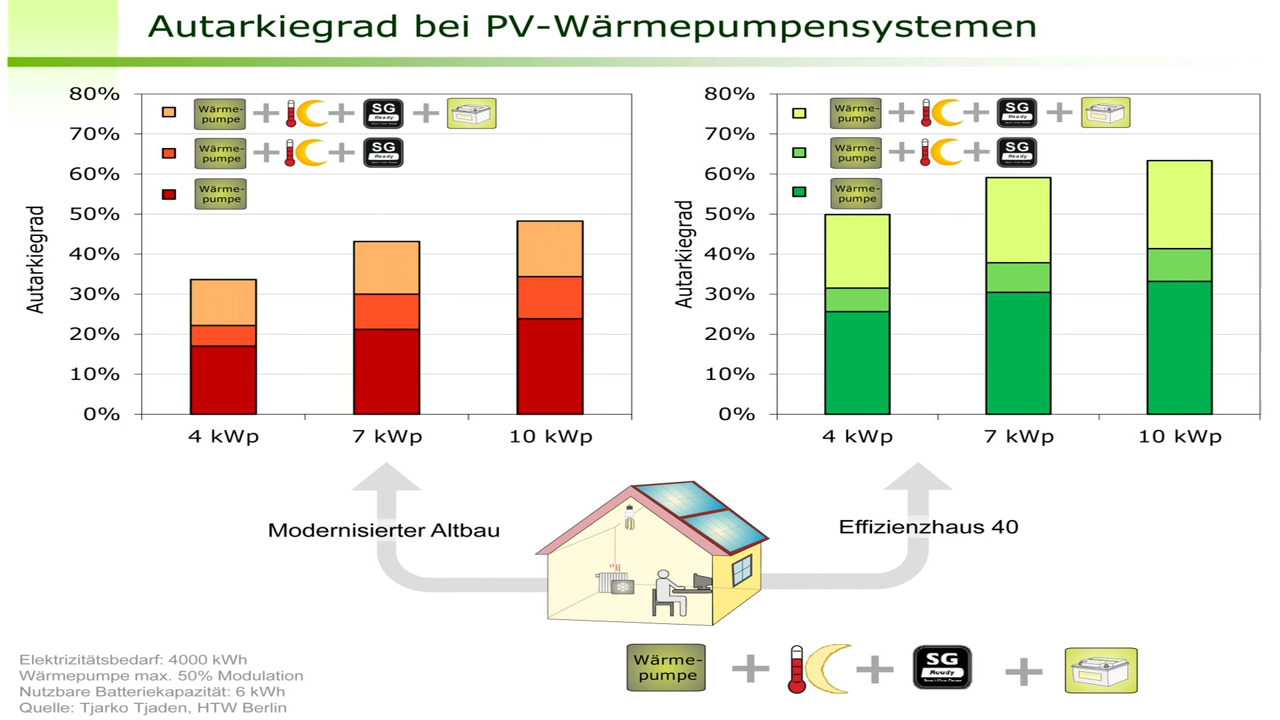 Autarkiegrad bei PV-Wärmepumpensystemen
80%
70%
60%
50%
40%
30%
20%
10%
0%
Autarkiegrad
Wärme-
pumpe
SG
Ready
Wärme-
pumpe
SG
Ready
Wärme-
pumpe
4 kWp
7 kWp
10 kWp
80%
70%
60%
50%
40%
30%
20%
10%
0%
Autarkiegrad
Wärme-
pumpe
SG
Ready
Wärme-
pumpe
SG
Ready
Wärme-
pumpe
4 kWp
7 kWp
10 kWp
Modernisierter Altbau
Effizienzhaus 40
Wärme-
pumpe
SG
Ready
Elektrizitätsbedarf: 4000 kWh
Wärmepumpe max. 50% Modulation
Nutzbare Batteriekapazität: 6 kWh
Quelle: Tjarko Tjaden, HTW Berlin